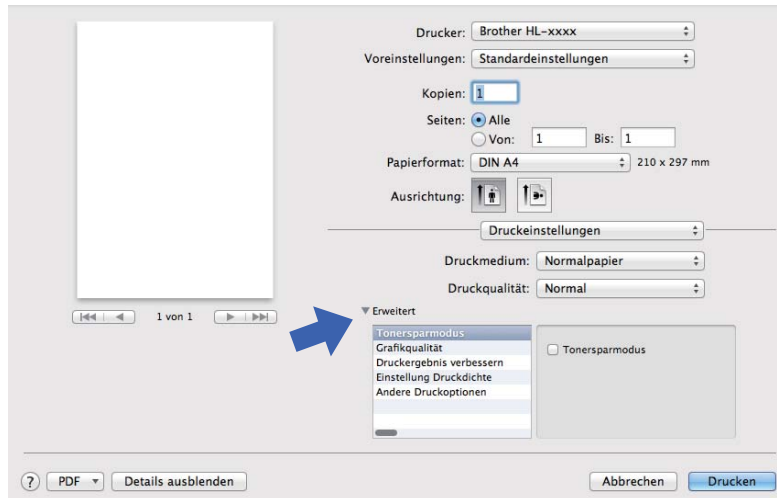 Drucker: Brother HL-xxxx
Voreinstellungen: Standardeinstellungen
Kopien: 1
Seiten: Alle
Von: 1 Bis: 1
Papierformat: DIN A4 210 x 297 mm
Ausrichtung:
Druckeinstellungen
Druckmedium: Normalpapier
Druckqualität: Normal
1 von 1
Erweitert
Tonersparmodus
Grafikqualität
Druckergebnis verbessern
Einstellung Druckdichte
Andere Druckoptionen
Tonersparmodus
? PDF Details ausblenden Abbrechen Drucken